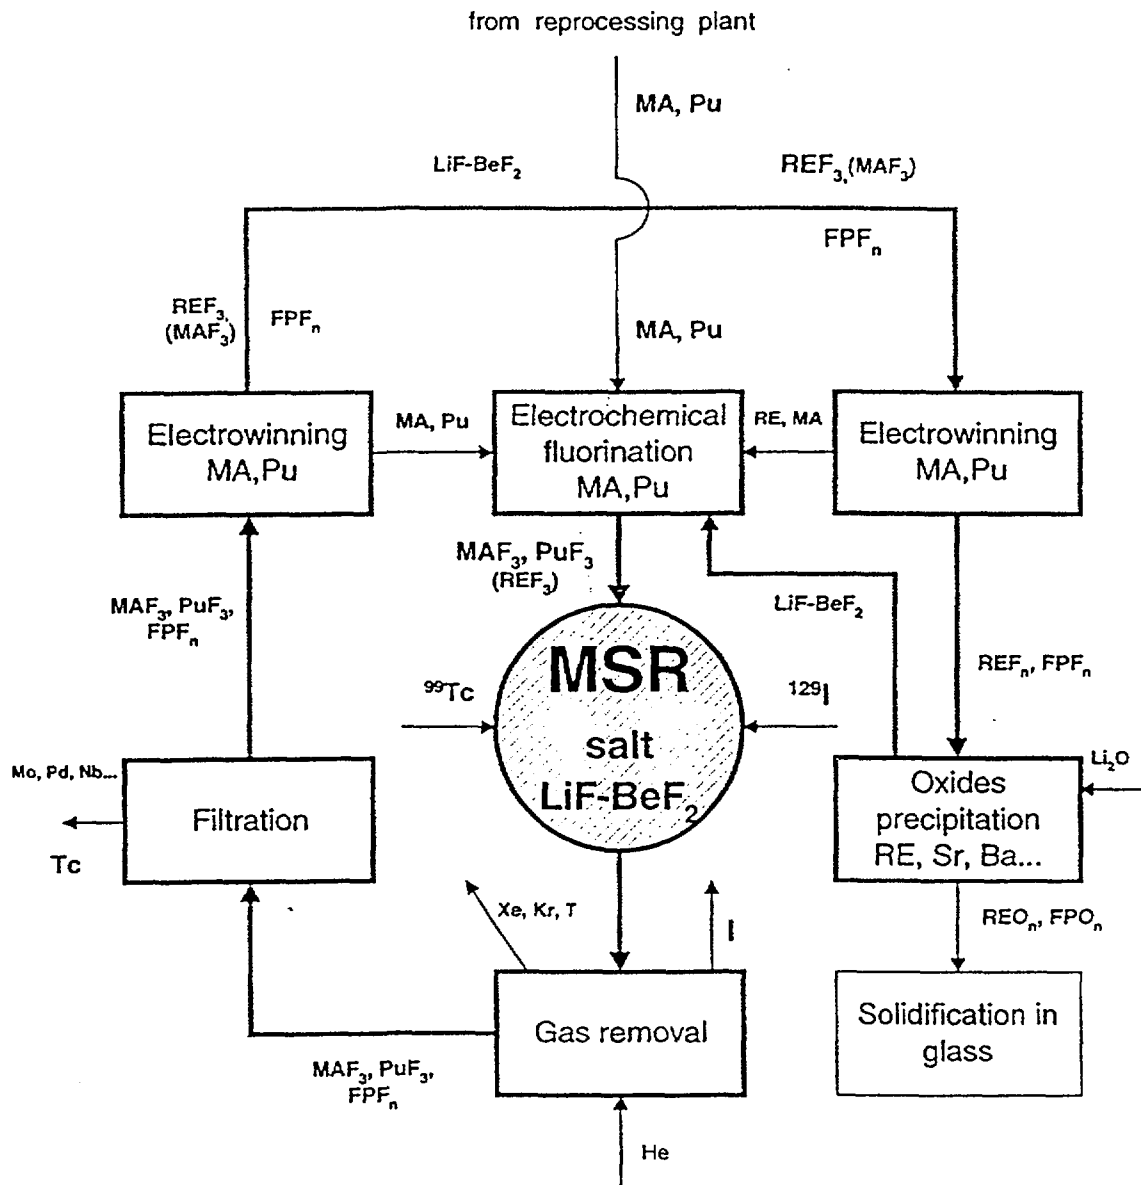 from reprocessing plant
MA, Pu
LiF-BeF₂
REF₃,(MAF₃)
FPFₙ
REF₃,
(MAF₃)
FPFₙ
MA, Pu
Electrowinning
MA,Pu
MA, Pu
Electrochemical
fluorination
MA,Pu
RE, MA
Electrowinning
MA,Pu
MAF₃, PuF₃
(REF₃)
MAF₃, PuF₃,
FPFₙ
LiF-BeF₂
REFₙ, FPFₙ
MSR
salt
LiF-BeF₂
⁹⁹Tc
¹²⁹I
Mo, Pd, Nb...
Filtration
Tc
Li₂O
Oxides
precipitation
RE, Sr, Ba...
Xe, Kr, T
I
REOₙ, FPOₙ
Gas removal
Solidification in
glass
MAF₃, PuF₃,
FPFₙ
He